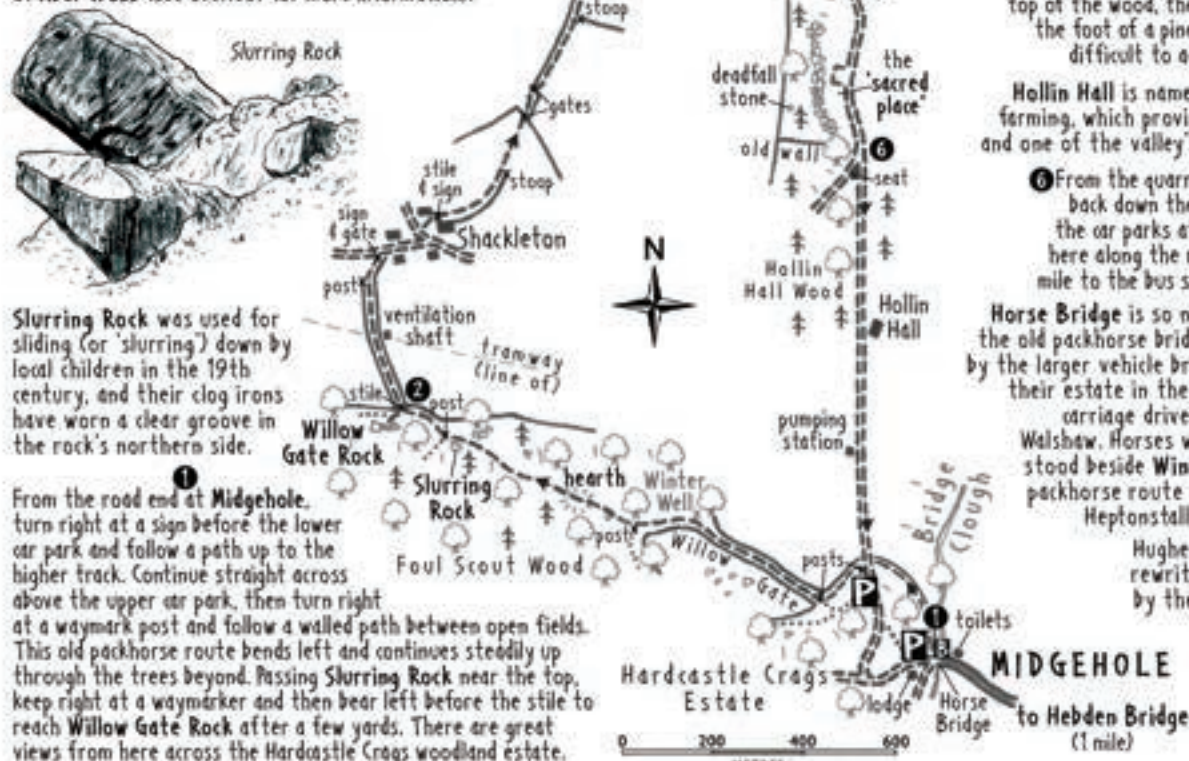 Slurring Rock
Slurring Rock was used for
sliding (or 'slurring') down by
local children in the 19th
century, and their clog irons
have worn a clear groove in
the rock's northern side.
1
From the road end at Midgehole,
turn right at a sign before the lower
car park and follow a path up to the
higher track. Continue straight across
above the upper car park, then turn right
at a waymark post and follow a walled path between open fields.
This old packhorse route bends left and continues steadily up
through the trees beyond. Passing Slurring Rock near the top,
keep right at a waymarker and then bear left before the stile to
reach Willow Gate Rock after a few yards. There are great
views from here across the Hardcastle Crags woodland estate.
stoop
gates
stile
& sign
stoop
sign
& gate
Shackleton
post
ventilation
shaft
tramway
(line of)
stile
2
post
Willow
Gate Rock
Slurring
Rock
hearth
Winter
Well
post
Foul Scout Wood
Willow Gate
posts
P
N
deadfall
stone
the
'sacred
place'
old wall
6
seat
Hollin
Hall Wood
Hollin
Hall
pumping
station
Bridge
Clough
1
toilets
P
B
MIDGEHOLE
Hardcastle Crags
Estate
lodge
Horse
Bridge
to Hebden Bridge
(1 mile)
0 200 400 600
top of the wood, the
the foot of a pine
difficult to a
Hollin Hall is name
farming, which provi
and one of the valley'
6 From the quarr
back down the
the car parks a
here along the
mile to the bus s
Horse Bridge is so n
the old packhorse brid
by the larger vehicle br
their estate in the
carriage drive
Walshaw. Horses w
stood beside Win
packhorse route
Heptonstall
Hughe
rewrit
by the